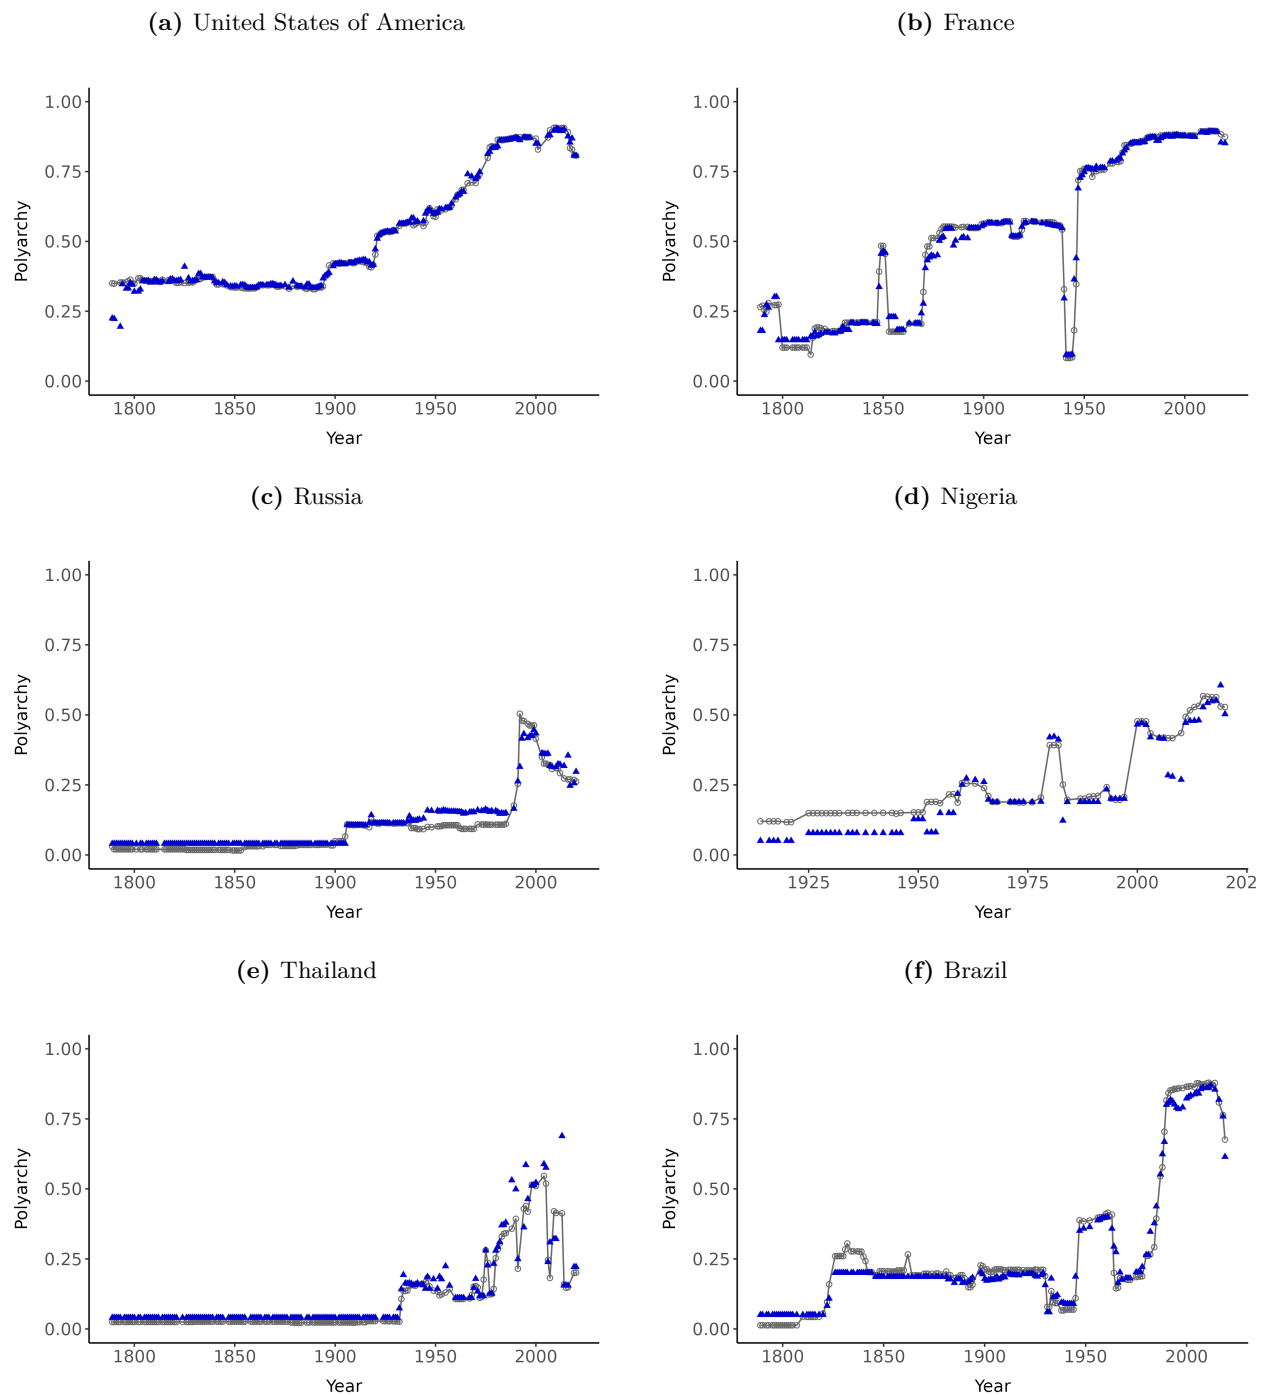 (a) United States of America
(b) France
1.00
0.75
0.50
0.25
0.00
Polyarchy
1800 1850 1900 1950 2000
Year
1.00
0.75
0.50
0.25
0.00
Polyarchy
1800 1850 1900 1950 2000
Year
(c) Russia
(d) Nigeria
1.00
0.75
0.50
0.25
0.00
Polyarchy
1800 1850 1900 1950 2000
Year
1.00
0.75
0.50
0.25
0.00
Polyarchy
1925 1950 1975 2000 202
Year
(e) Thailand
(f) Brazil
1.00
0.75
0.50
0.25
0.00
Polyarchy
1800 1850 1900 1950 2000
Year
1.00
0.75
0.50
0.25
0.00
Polyarchy
1800 1850 1900 1950 2000
Year